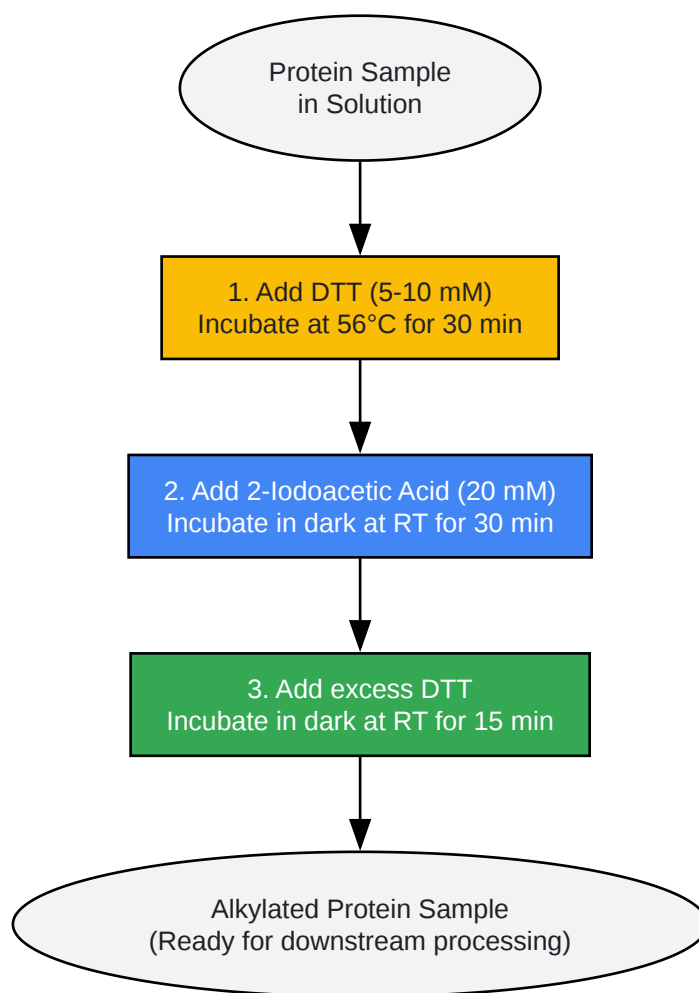 Protein Sample
in Solution
1. Add DTT (5-10 mM)
Incubate at 56°C for 30 min
2. Add 2-Iodoacetic Acid (20 mM)
Incubate in dark at RT for 30 min
3. Add excess DTT
Incubate in dark at RT for 15 min
Alkylated Protein Sample
(Ready for downstream processing)